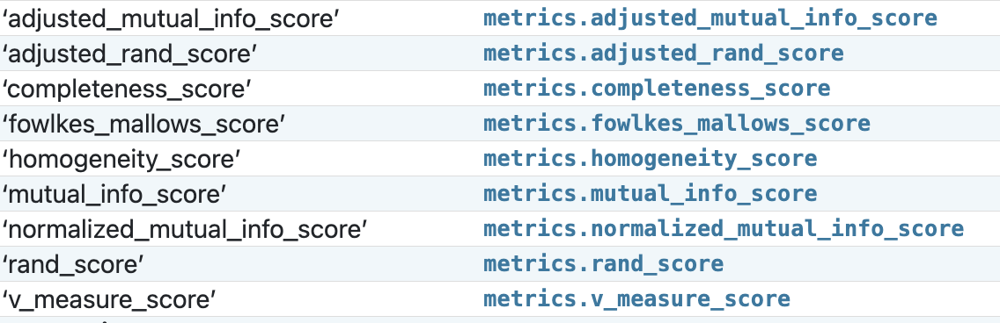 ‘adjusted_mutual_info_score’ metrics.adjusted_mutual_info_score
‘adjusted_rand_score’ metrics.adjusted_rand_score
‘completeness_score’ metrics.completeness_score
‘fowlkes_mallows_score’ metrics.fowlkes_mallows_score
‘homogeneity_score’ metrics.homogeneity_score
‘mutual_info_score’ metrics.mutual_info_score
‘normalized_mutual_info_score’ metrics.normalized_mutual_info_score
‘rand_score’ metrics.rand_score
‘v_measure_score’ metrics.v_measure_score